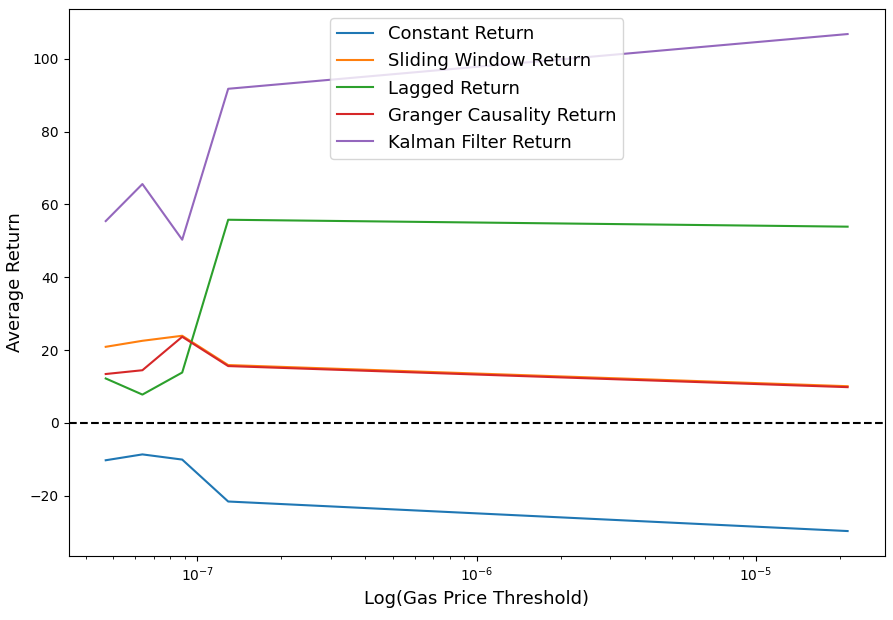 Constant Return
Sliding Window Return
Lagged Return
Granger Causality Return
Kalman Filter Return
Average Return
100
80
60
40
20
0
−20
10⁻⁷
10⁻⁶
10⁻⁵
Log(Gas Price Threshold)